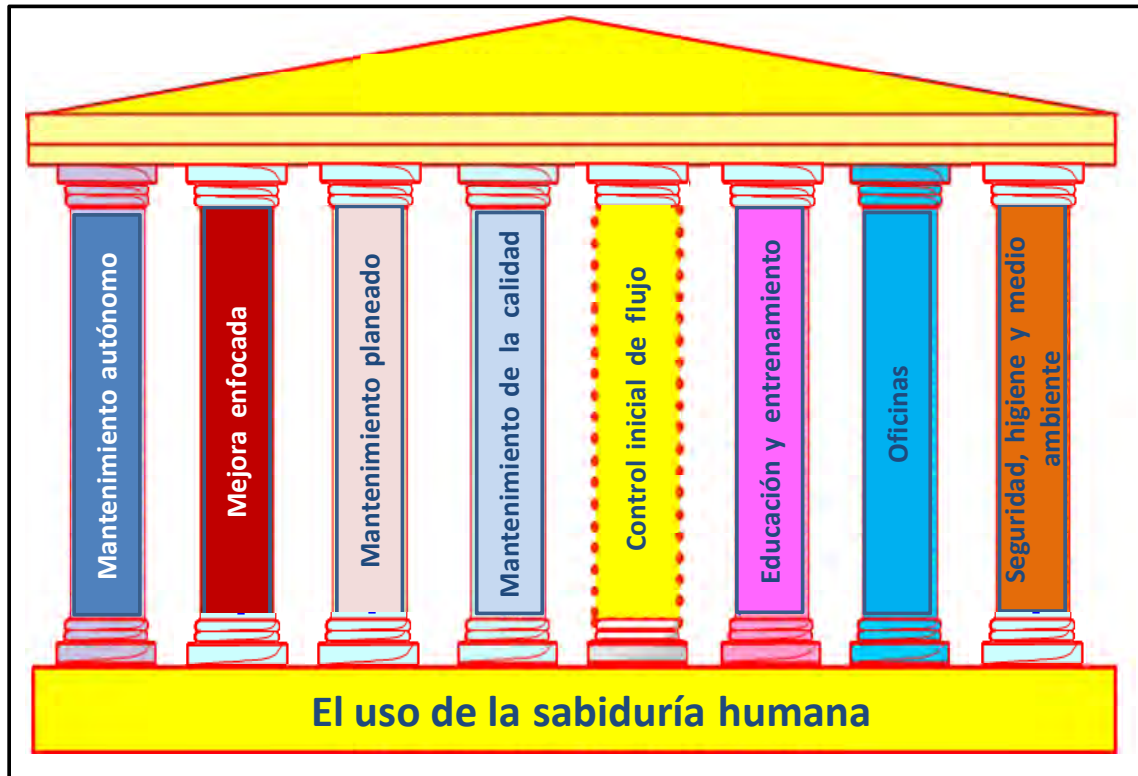 Mantenimiento autónomo
Mejora enfocada
Mantenimiento planeado
Mantenimiento de la calidad
Control inicial de flujo
Educación y entrenamiento
Oficinas
Seguridad, higiene y medio
ambiente
El uso de la sabiduría humana